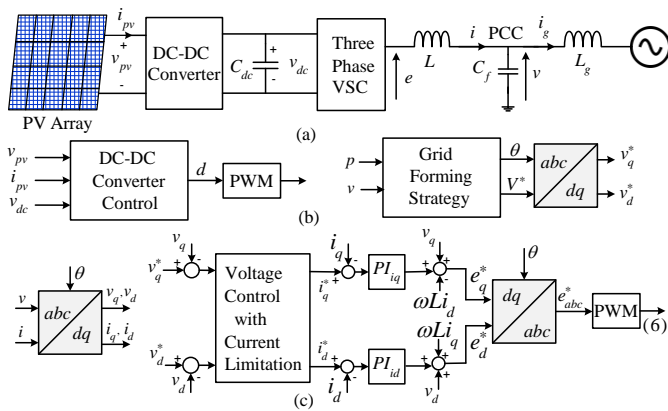 i_pv
+
v_pv
-
PV Array
DC-DC
Converter
C_dc
+
-
v_dc
Three
Phase
VSC
e
L
i
PCC
C_f
v
i_g
L_g
(a)
v_pv
i_pv
v_dc
DC-DC
Converter
Control
d
PWM
(b)
p
v
Grid
Forming
Strategy
θ
V*
abc
dq
v_q^*
v_d^*
θ
v
i
abc
dq
v_q, v_d
i_q, i_d
v_q
v_q^* + -
v_d^* + -
v_d
Voltage
Control
with
Current
Limitation
i_q
i_q^* + -
PI_iq
v_q
+ + -
ωLi_d
e_q^*
i_d^* + -
i_d
PI_id
ωLi_q
+ + +
v_d
e_d^*
θ
dq
abc
e_abc^*
PWM
(6)
(c)